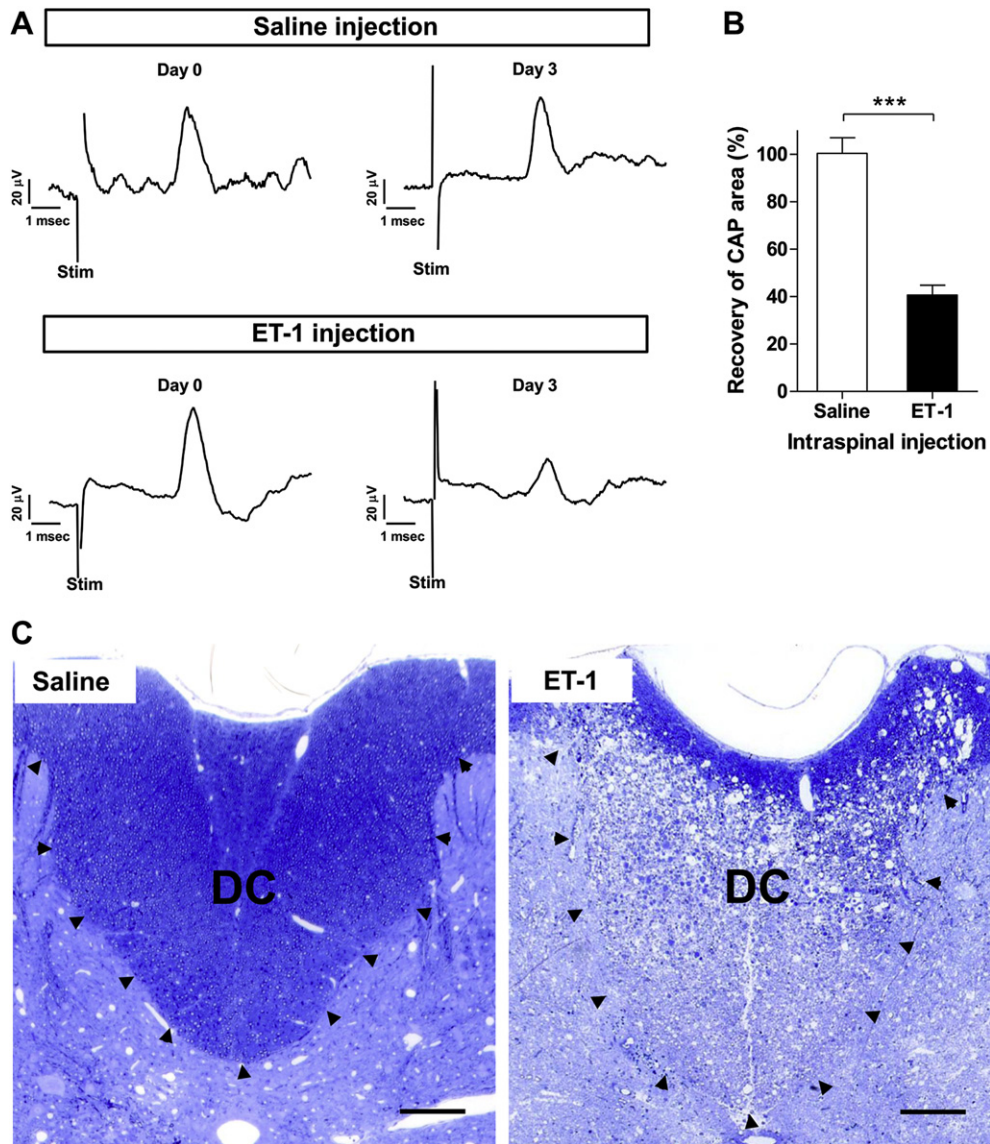 A
Saline injection
Day 0
Day 3
20 µV
1 msec
Stim
20 µV
1 msec
Stim
ET-1 injection
Day 0
Day 3
20 µV
1 msec
Stim
20 µV
1 msec
Stim
B
***
Recovery of CAP area (%)
100
80
60
40
20
0
Saline
ET-1
Intraspinal injection
C
Saline
DC
ET-1
DC